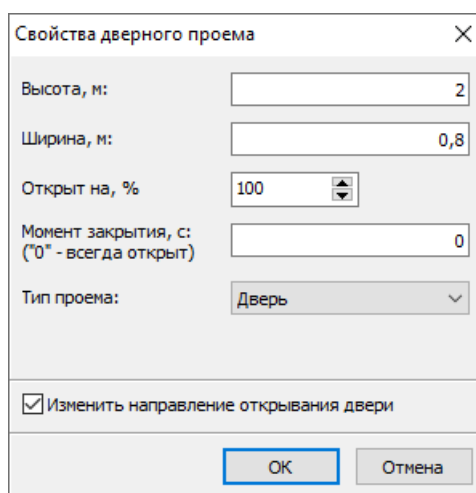 Свойства дверного проема
Высота, м:
2
Ширина, м:
0,8
Открыт на, %
100
Момент закрытия, с:
("0" - всегда открыт)
0
Тип проема:
Дверь
Изменить направление открывания двери
ОК
Отмена